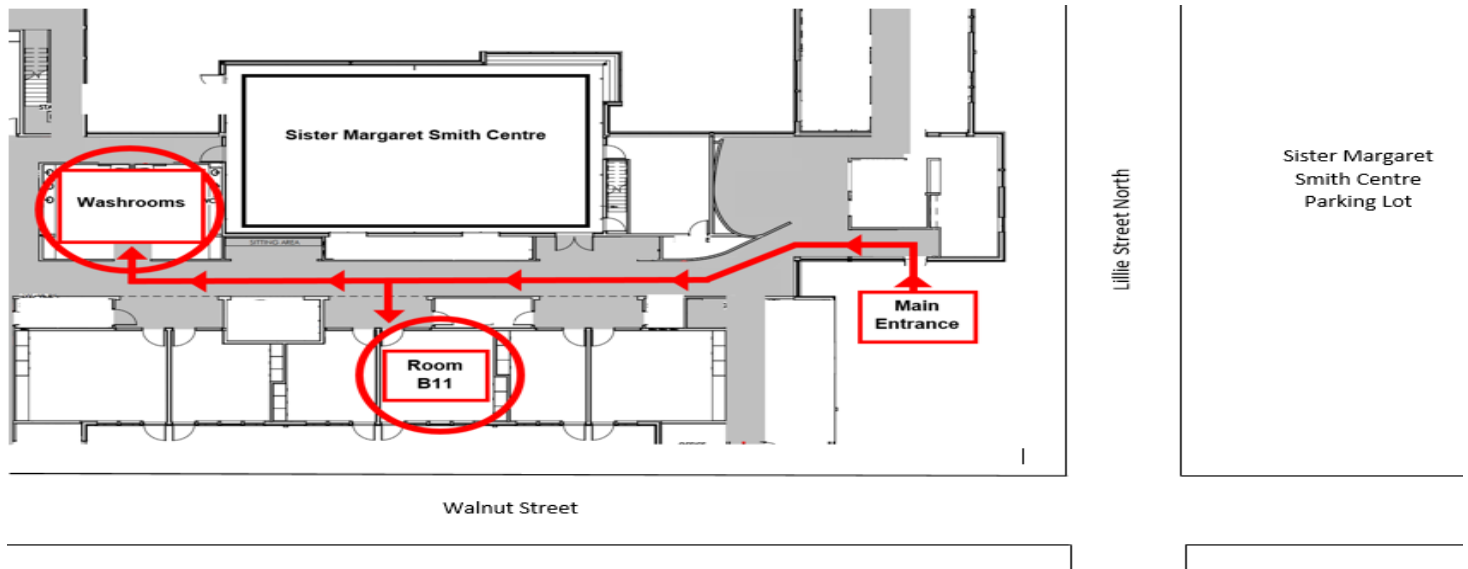 Sister Margaret Smith Centre
Washrooms
SITTING AREA
Main
Entrance
Room
B11
Lillie Street North
Sister Margaret
Smith Centre
Parking Lot
Walnut Street